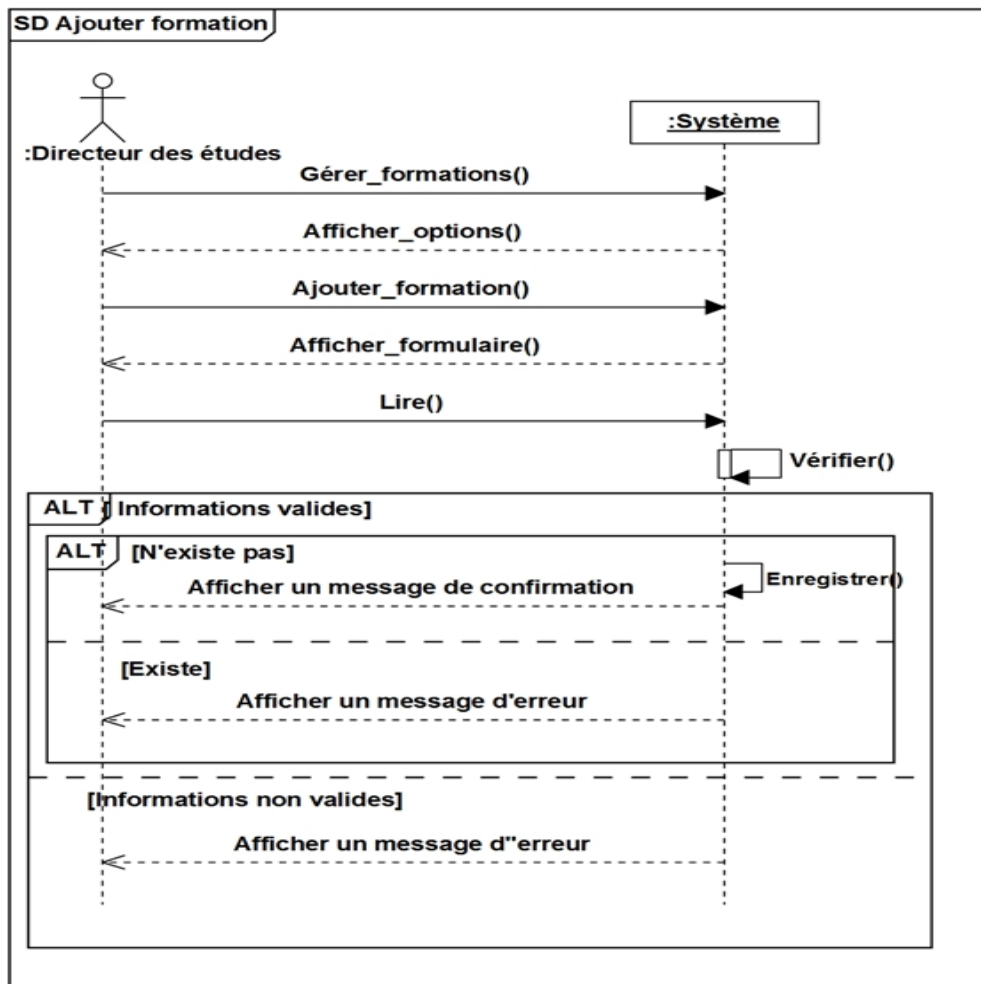 SD Ajouter formation
:Système
:Directeur des études
Gérer_formations()
Afficher_options()
Ajouter_formation()
Afficher_formulaire()
Lire()
Vérifier()
ALT [ Informations valides]
ALT [N'existe pas]
Enregistrer()
Afficher un message de confirmation
[Existe]
Afficher un message d'erreur
[Informations non valides]
Afficher un message d''erreur